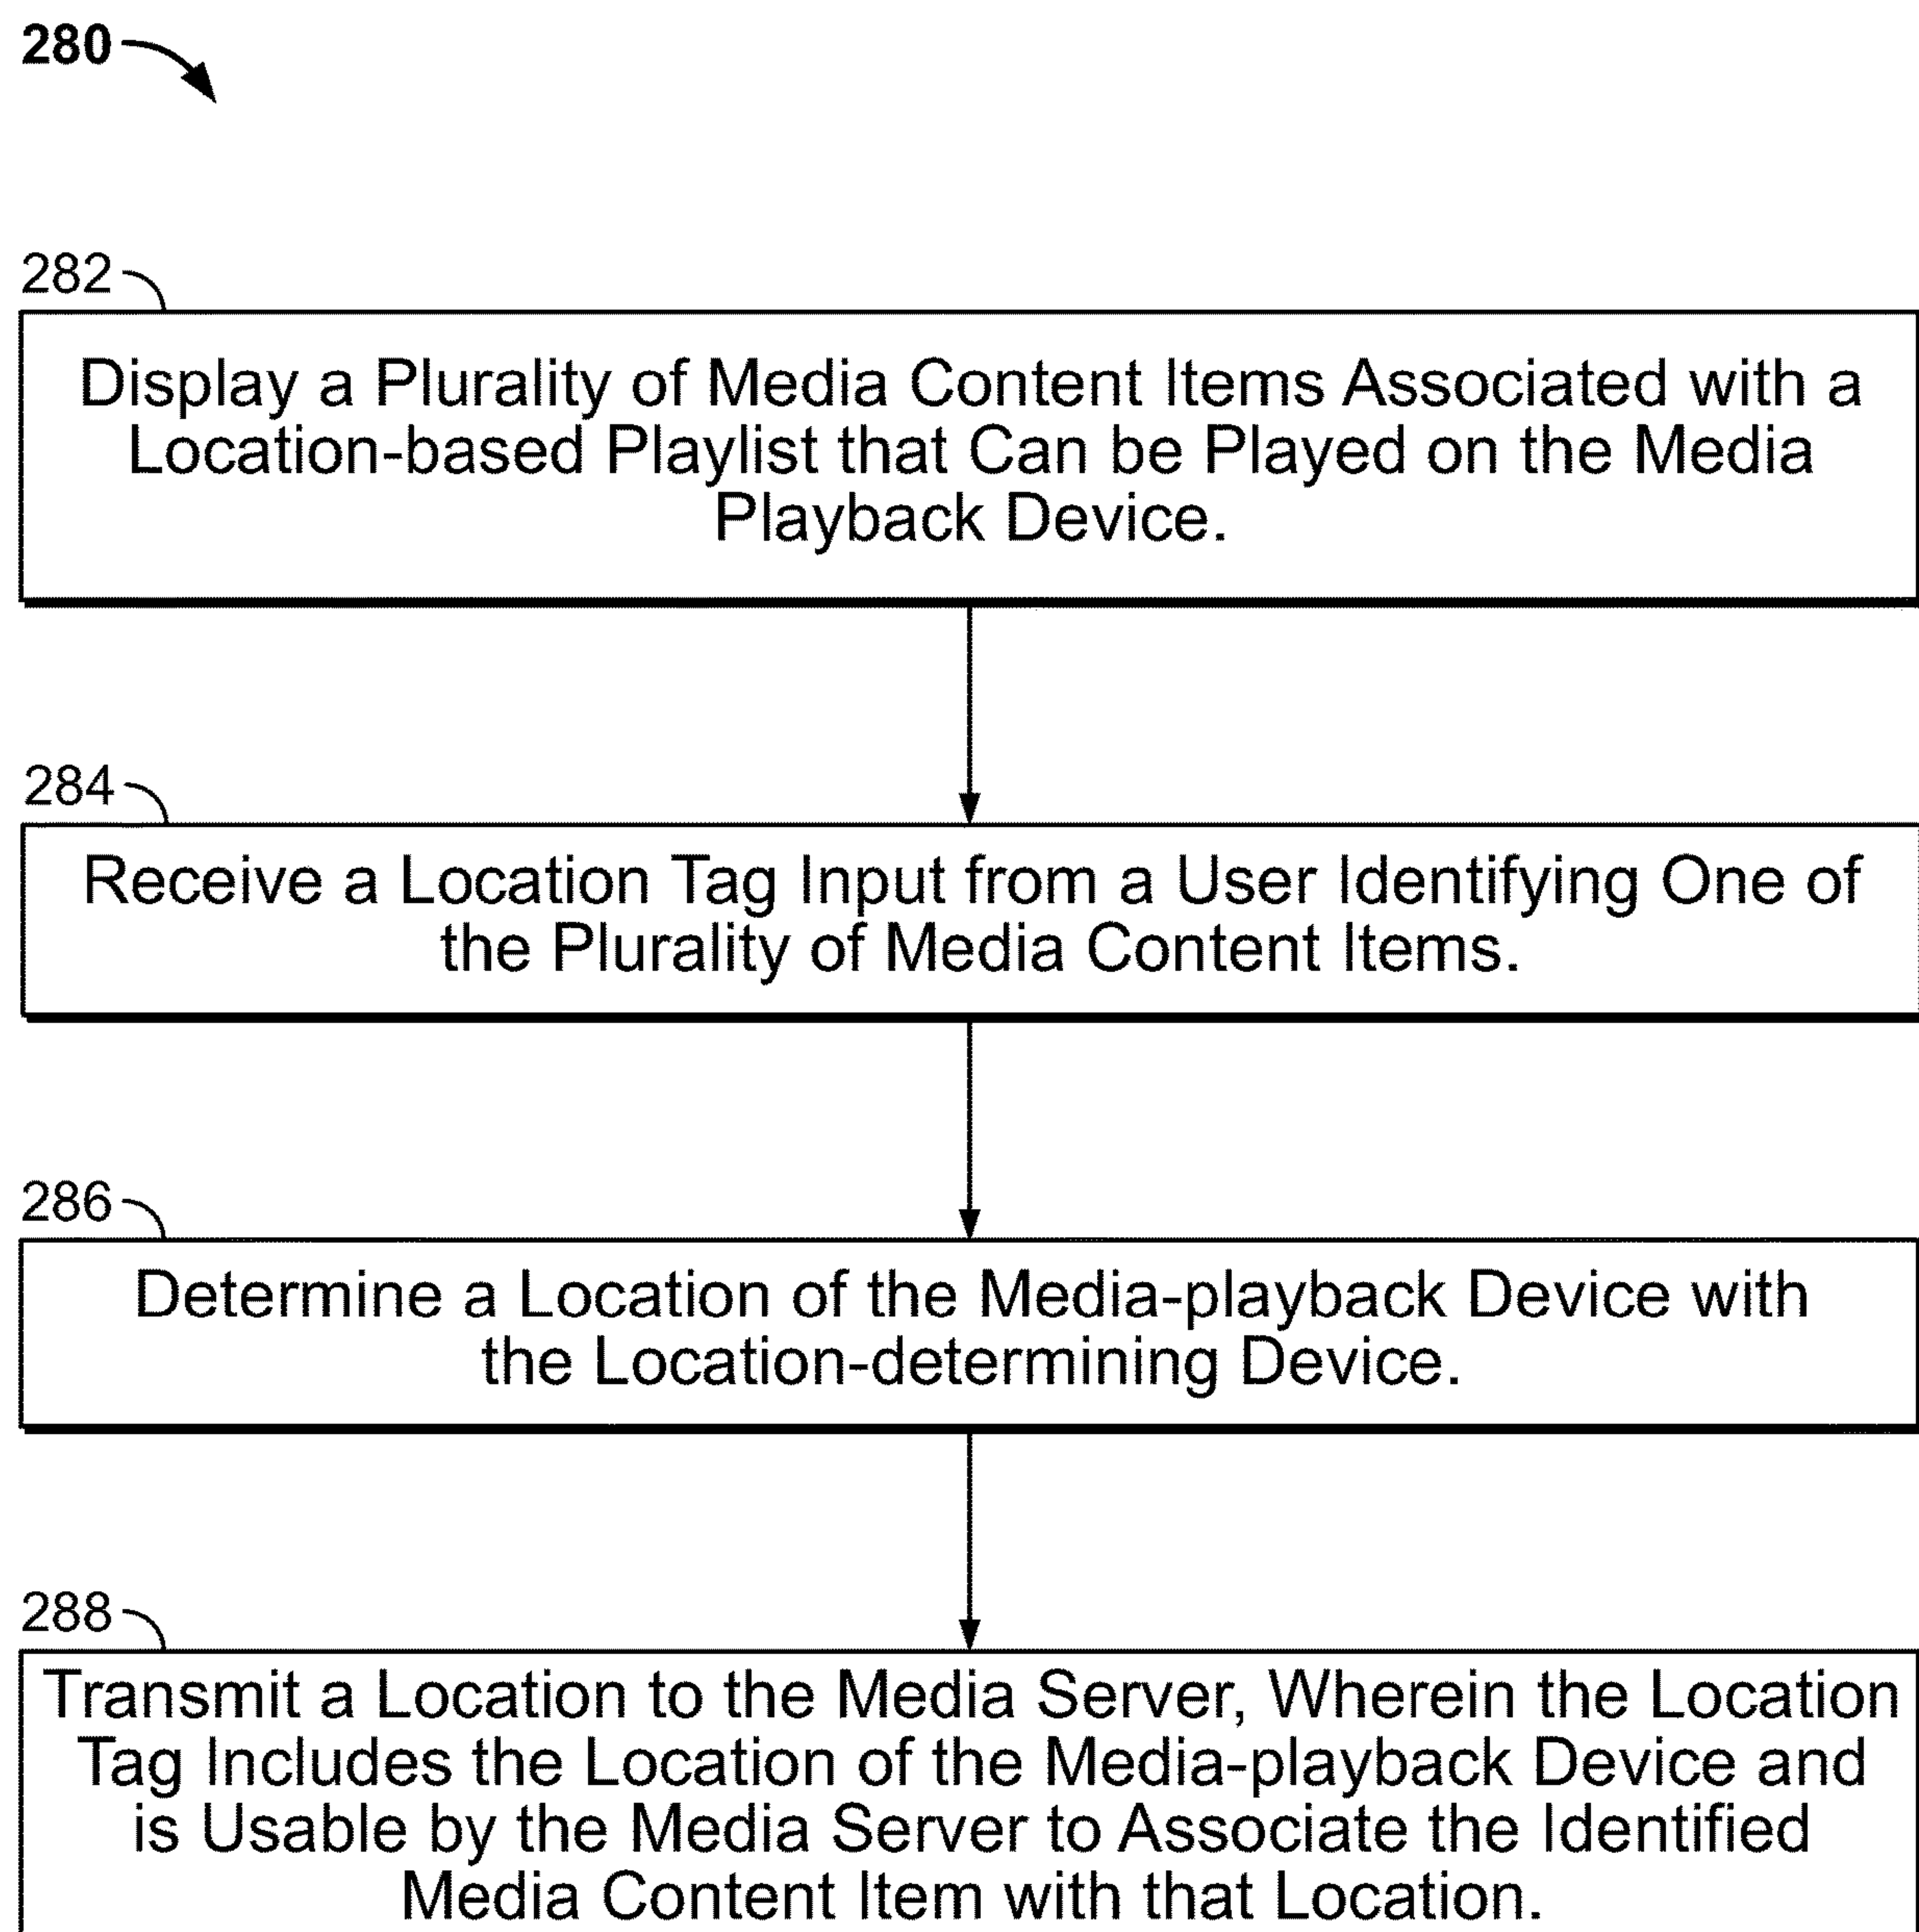 280
282
Display a Plurality of Media Content Items Associated with a
Location-based Playlist that Can be Played on the Media
Playback Device.
284
Receive a Location Tag Input from a User Identifying One of
the Plurality of Media Content Items.
286
Determine a Location of the Media-playback Device with
the Location-determining Device.
288
Transmit a Location to the Media Server, Wherein the Location
Tag Includes the Location of the Media-playback Device and
is Usable by the Media Server to Associate the Identified
Media Content Item with that Location.